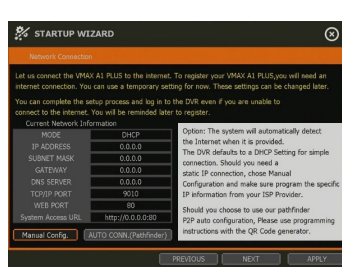 STARTUP WIZARD
Network Connection
Let us connect the VMAX A1 PLUS to the internet. To register your VMAX A1 PLUS,you will need an
internet connection. You can use a temporary setting for now. These settings can be changed later.
You can complete the setup process and log in to
the DVR even if you are unable to
connect to the internet. You will be reminded later
to register.
Current Network Information
MODE DHCP
IP ADDRESS 0.0.0.0
SUBNET MASK 0.0.0.0
GATEWAY 0.0.0.0
DNS SERVER 0.0.0.0
TCP/IP PORT 9010
WEB PORT 80
System Access URL http://0.0.0.0:80
Manual Config. AUTO CONN.(Pathfinder)
Option: The system will automatically detect
the Internet when it is provided.
The DVR defaults to a DHCP Setting for simple
connection. Should you need a
static IP connection, chose Manual
Configuration and make sure program the specific
IP information from your ISP Provider.
Should you choose to use our pathfinder
P2P auto configuration, Please use programming
instructions with the QR Code generator.
PREVIOUS NEXT APPLY